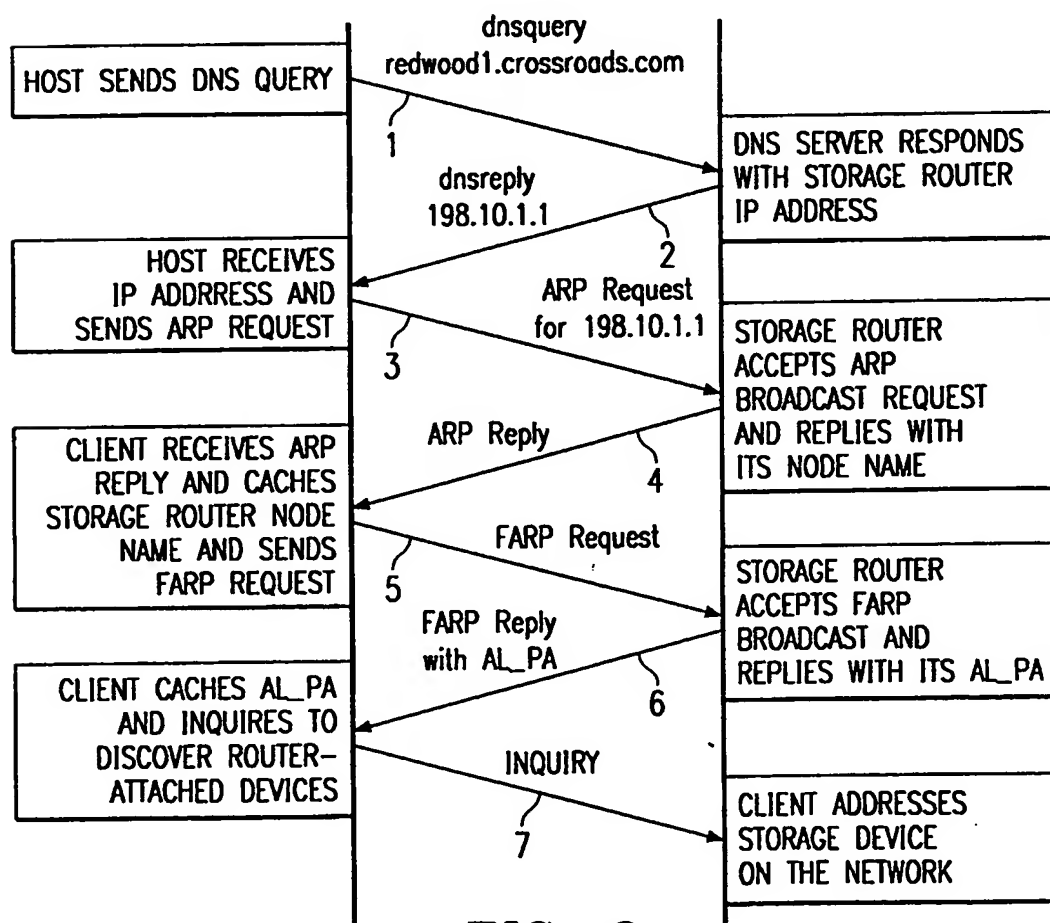 dnsquery
redwood1.crossroads.com
HOST SENDS DNS QUERY
1
DNS SERVER RESPONDS
WITH STORAGE ROUTER
IP ADDRESS
dnsreply
198.10.1.1
2
HOST RECEIVES
IP ADDRRESS AND
SENDS ARP REQUEST
ARP Request
for 198.10.1.1
3
STORAGE ROUTER
ACCEPTS ARP
BROADCAST REQUEST
AND REPLIES WITH
ITS NODE NAME
ARP Reply
4
CLIENT RECEIVES ARP
REPLY AND CACHES
STORAGE ROUTER NODE
NAME AND SENDS
FARP REQUEST
FARP Request
5
STORAGE ROUTER
ACCEPTS FARP
BROADCAST AND
REPLIES WITH ITS AL_PA
FARP Reply
with AL_PA
6
CLIENT CACHES AL_PA
AND INQUIRES TO
DISCOVER ROUTER-
ATTACHED DEVICES
INQUIRY
7
CLIENT ADDRESSES
STORAGE DEVICE
ON THE NETWORK